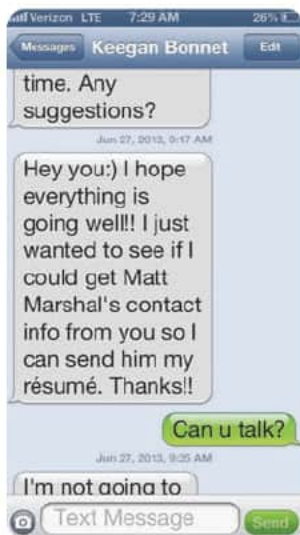 Verizon LTE 7:29 AM 26%
Messages Keegan Bonnet Edit
time. Any
suggestions?
Jun 27, 2013, 9:17 AM
Hey you:) I hope
everything is
going well!! I just
wanted to see if I
could get Matt
Marshal's contact
info from you so I
can send him my
résumé. Thanks!!
Can u talk?
Jun 27, 2013, 9:35 AM
I'm not going to
Text Message Send